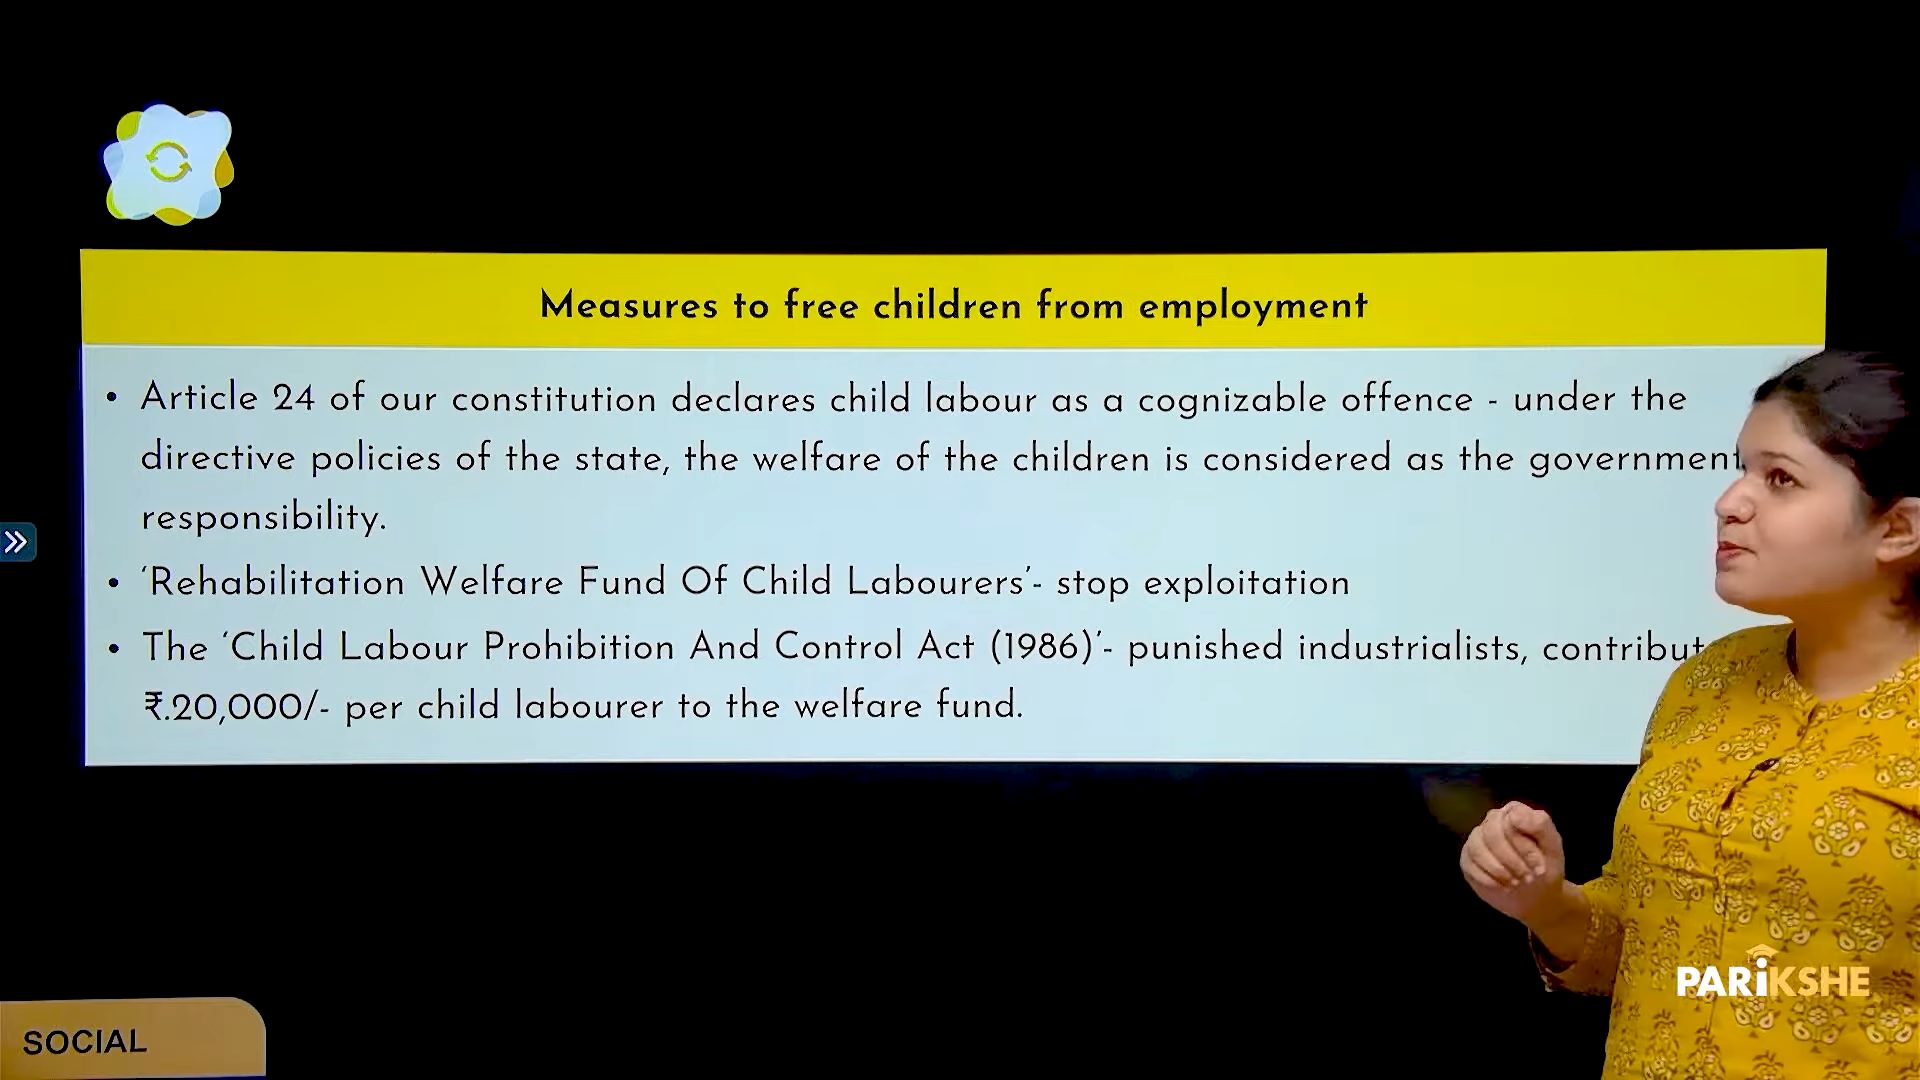 Measures to free children from employment
• Article 24 of our constitution declares child labour as a cognizable offence - under the
directive policies of the state, the welfare of the children is considered as the government
responsibility.
• ‘Rehabilitation Welfare Fund Of Child Labourers’- stop exploitation
• The ‘Child Labour Prohibition And Control Act (1986)’- punished industrialists, contribut
₹.20,000/- per child labourer to the welfare fund.
PARiKSHE
SOCIAL